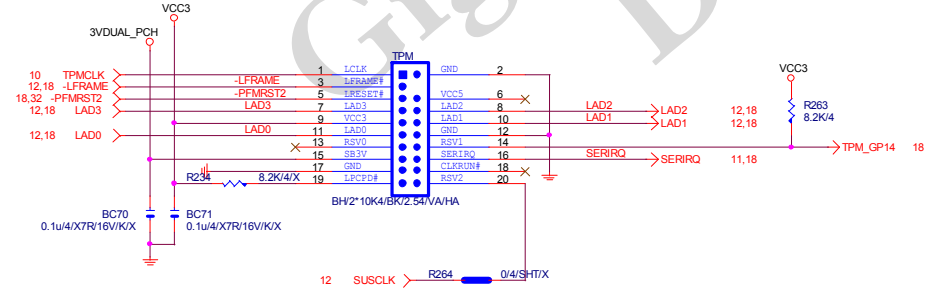 VCC3
3VDUAL_PCH
TPM
VCC3
10 TPMCLK 1 LCLK GND 2
12,18 -LFRAME -LFRAME 3 LFRAME#
18,32 -PFMRST2 -PFMRST2 5 LRESET# VCC5 6
12,18 LAD3 LAD3 7 LAD3 LAD2 8 LAD2 LAD2 12,18
9 VCC3 LAD1 10 LAD1 LAD1 12,18
R263
8.2K/4
12,18 LAD0 LAD0 11 LAD0 GND 12
13 RSV0 RSV1 14 TPM_GP14 18
15 SB3V SERIRQ 16 SERIRQ SERIRQ 11,18
17 GND CLKRUN# 18
R234 8.2K/4/X 19 LPCPD# RSV2 20
BH/2*10K4/BK/2.54/VA/HA
BC70 BC71
0.1u/4/X7R/16V/K/X 0.1u/4/X7R/16V/K/X
12 SUSCLK R264 0/4/SHT/X